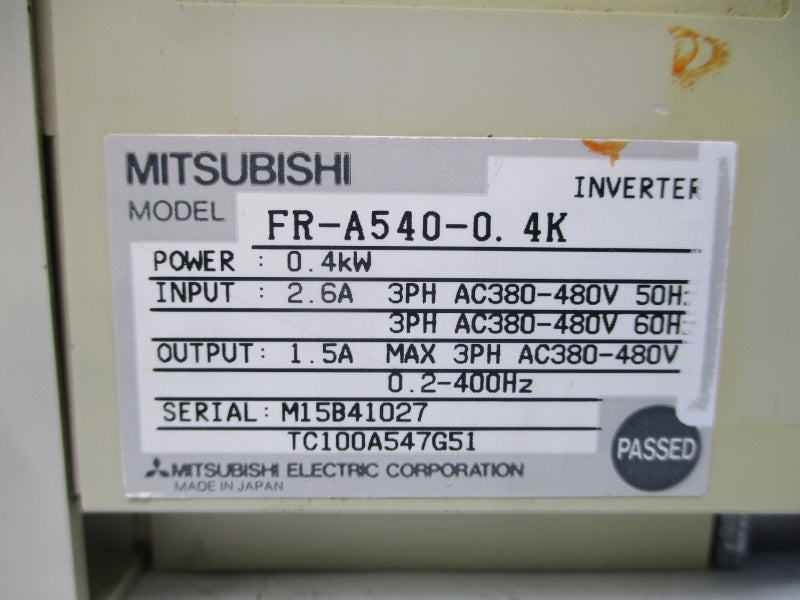 MITSUBISHI
INVERTER
MODEL FR-A540-0.4K
POWER : 0.4kW
INPUT : 2.6A 3PH AC380-480V 50H
3PH AC380-480V 60H
OUTPUT: 1.5A MAX 3PH AC380-480V
0.2-400Hz
SERIAL: M15B41027
TC100A547G51
PASSED
MITSUBISHI ELECTRIC CORPORATION
MADE IN JAPAN